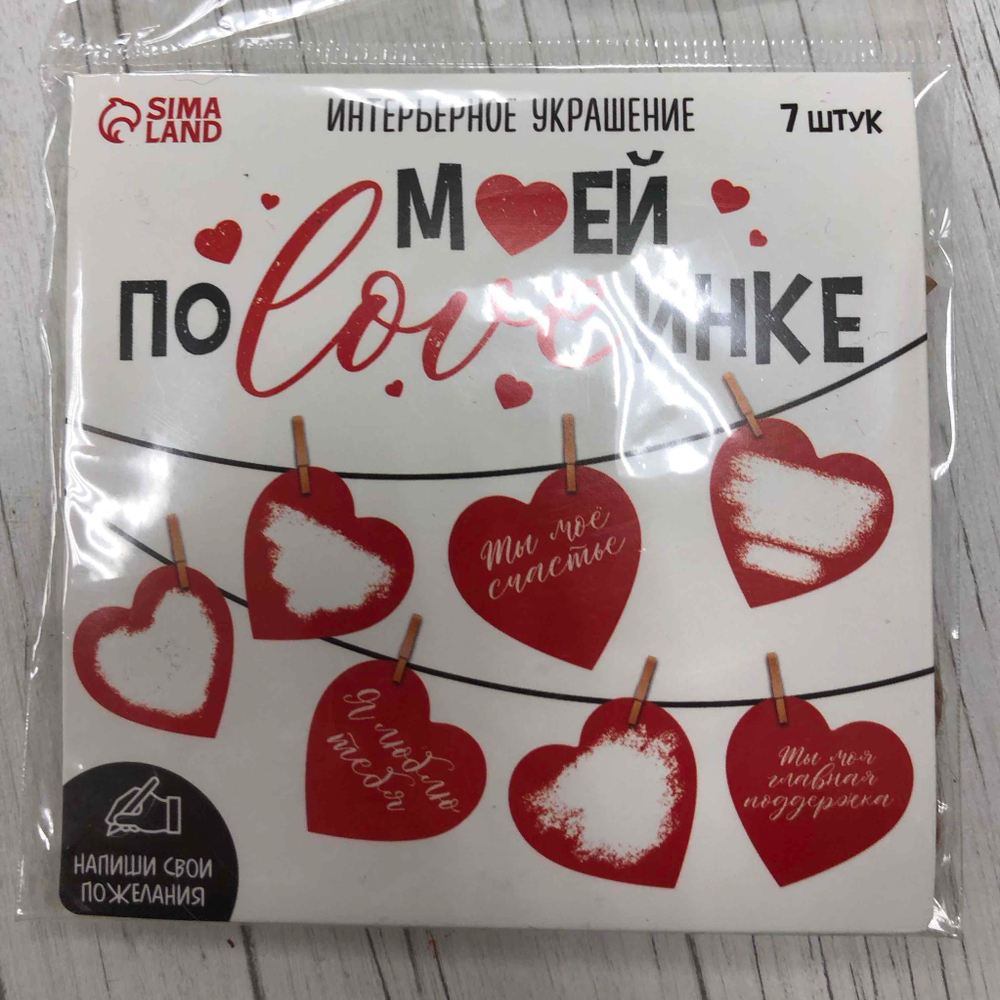 SIMA
LAND
ИНТЕРЬЕРНОЕ УКРАШЕНИЕ
7 ШТУК
МОЕЙ
ПОloveИНКЕ
Ты моё
счастье
Я люблю
тебя
Ты моя
главная
поддержка
НАПИШИ СВОИ
ПОЖЕЛАНИЯ